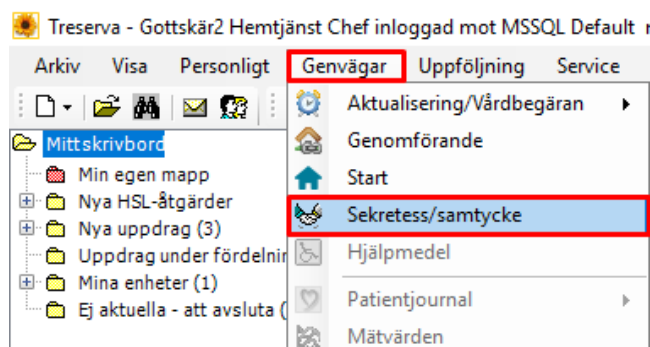 Treserva - Gottskär2 Hemtjänst Chef inloggad mot MSSQL Default
Arkiv Visa Personligt Genvägar Uppföljning Service
Mitt skrivbord
Min egen mapp
Nya HSL-åtgärder
Nya uppdrag (3)
Uppdrag under
Mina enheter (1)
Ej aktuella - att avsluta (
Aktualisering/Vårdbegäran
Genomförande
Start
Sekretess/samtycke
Hjälpmedel
Patientjournal
Mätvärden